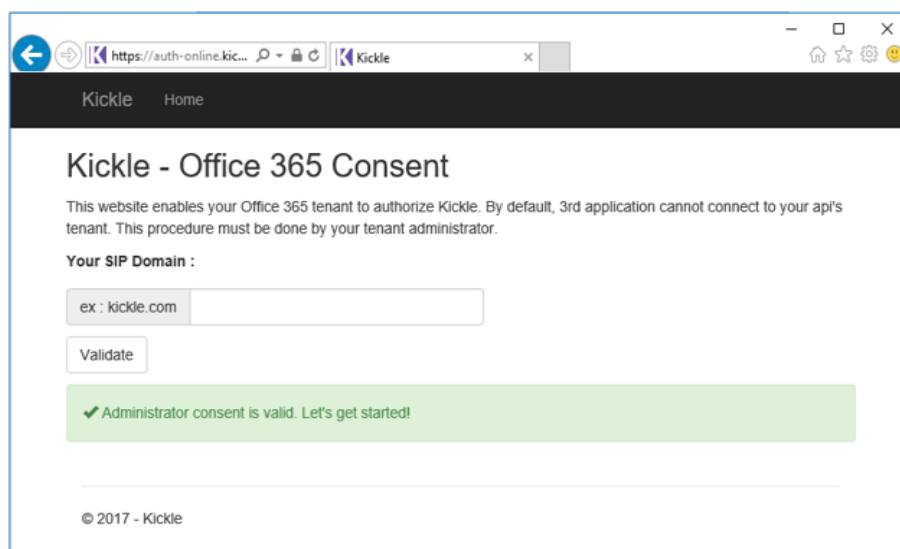 https://auth-online.kic...
Kickle
Kickle Home
Kickle - Office 365 Consent
This website enables your Office 365 tenant to authorize Kickle. By default, 3rd application cannot connect to your api's
tenant. This procedure must be done by your tenant administrator.
Your SIP Domain :
ex : kickle.com
Validate
Administrator consent is valid. Let's get started!
© 2017 - Kickle